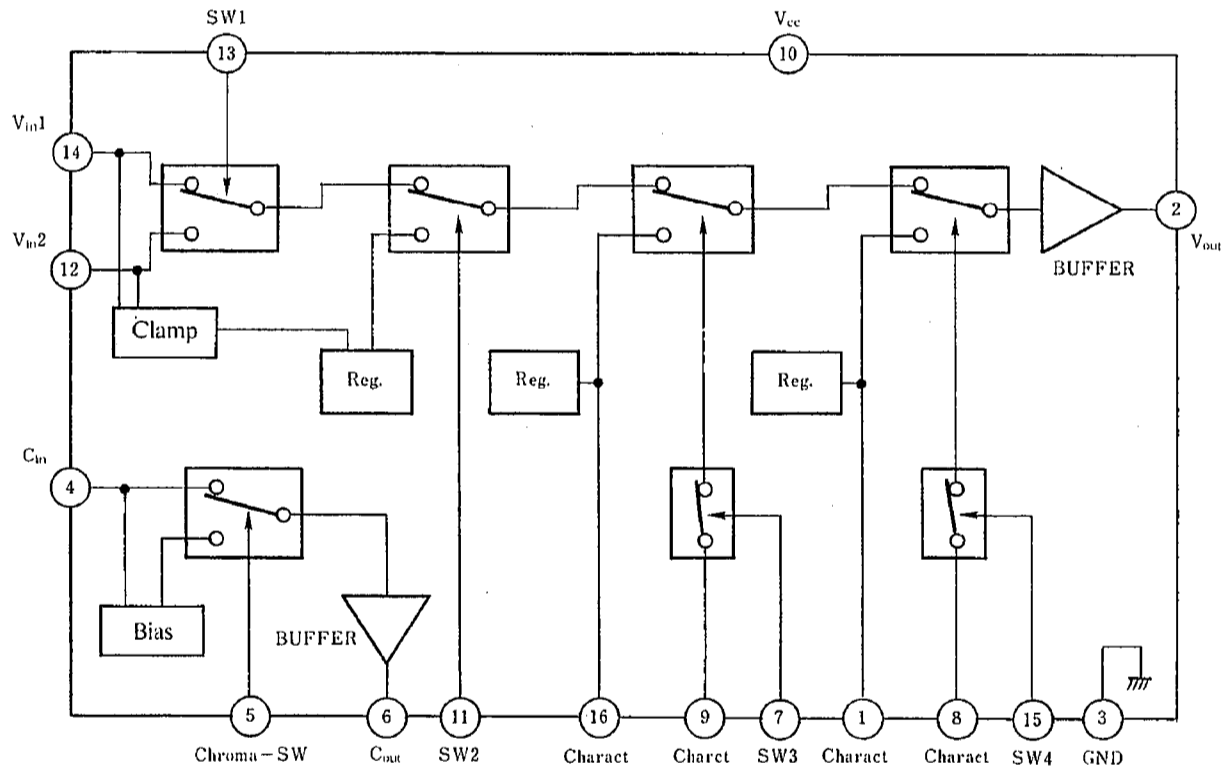 SW1
13
Vcc
10
Vin1
14
Vin2
12
2
Vout
BUFFER
Clamp
Reg.
Reg.
Reg.
Cin
4
Bias
BUFFER
5
6
11
16
9
7
1
8
15
3
Chroma-SW
Cout
SW2
Charact
Charct
SW3
Charact
Charact
SW4
GND